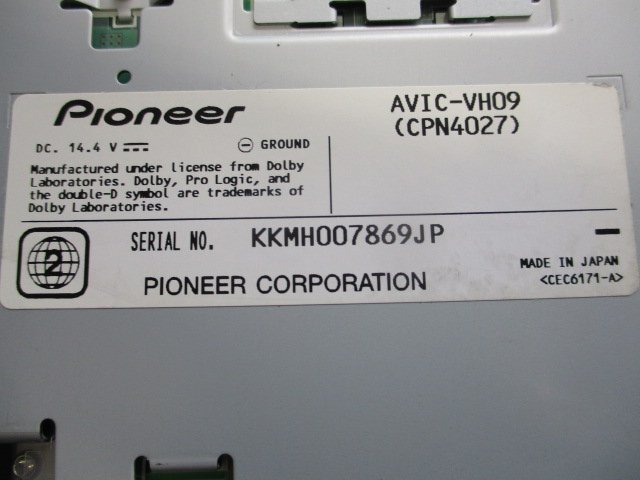 Pioneer
AVIC-VH09
(CPN4027)
DC. 14.4 V
GROUND
Manufactured under license from Dolby
Laboratories. Dolby, Pro Logic, and
the double-D symbol are trademarks of
Dolby Laboratories.
SERIAL NO. KKMH007869JP
2
MADE IN JAPAN
PIONEER CORPORATION
<CEC6171-A>